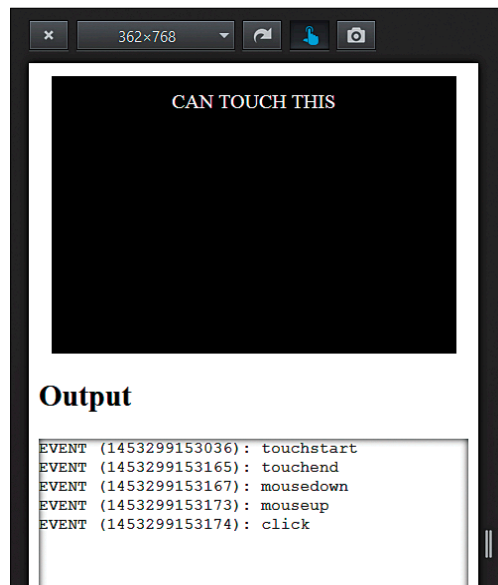 362×768
CAN TOUCH THIS
Output
EVENT (1453299153036): touchstart
EVENT (1453299153165): touchend
EVENT (1453299153167): mousedown
EVENT (1453299153173): mouseup
EVENT (1453299153174): click